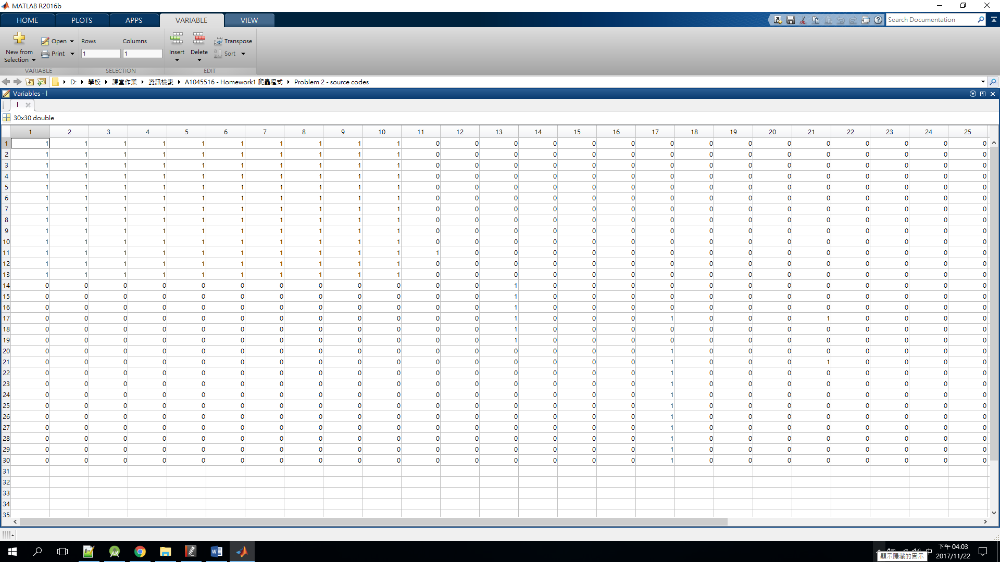 MATLAB R2016b
HOME PLOTS APPS VARIABLE VIEW Search Documentation
New from Selection Open Print Rows 1 Columns 1 Insert Delete Transpose Sort
VARIABLE SELECTION EDIT
D: 學校 課堂作業 資訊檢索 A1045516 - Homework1 爬蟲程式 Problem 2 - source codes
Variables - l
l
30x30 double
1 2 3 4 5 6 7 8 9 10 11 12 13 14 15 16 17 18 19 20 21 22 23 24 25
1 1 1 1 1 1 1 1 1 1 1 0 0 0 0 0 0 0 0 0 0 0 0 0 0 0
2 1 1 1 1 1 1 1 1 1 1 0 0 0 0 0 0 0 0 0 0 0 0 0 0 0
3 1 1 1 1 1 1 1 1 1 1 0 0 0 0 0 0 0 0 0 0 0 0 0 0 0
4 1 1 1 1 1 1 1 1 1 1 0 0 0 0 0 0 0 0 0 0 0 0 0 0 0
5 1 1 1 1 1 1 1 1 1 1 0 0 0 0 0 0 0 0 0 0 0 0 0 0 0
6 1 1 1 1 1 1 1 1 1 1 0 0 0 0 0 0 0 0 0 0 0 0 0 0 0
7 1 1 1 1 1 1 1 1 1 1 0 0 0 0 0 0 0 0 0 0 0 0 0 0 0
8 1 1 1 1 1 1 1 1 1 1 0 0 0 0 0 0 0 0 0 0 0 0 0 0 0
9 1 1 1 1 1 1 1 1 1 1 0 0 0 0 0 0 0 0 0 0 0 0 0 0 0
10 1 1 1 1 1 1 1 1 1 1 0 0 0 0 0 0 0 0 0 0 0 0 0 0 0
11 1 1 1 1 1 1 1 1 1 1 1 0 0 0 0 0 0 0 0 0 0 0 0 0 0
12 1 1 1 1 1 1 1 1 1 1 0 0 0 0 0 0 0 0 0 0 0 0 0 0 0
13 1 1 1 1 1 1 1 1 1 1 0 0 0 0 0 0 0 0 0 0 0 0 0 0 0
14 0 0 0 0 0 0 0 0 0 0 0 0 1 0 0 0 0 0 0 0 0 0 0 0 0
15 0 0 0 0 0 0 0 0 0 0 0 0 1 0 0 0 0 0 0 0 0 0 0 0 0
16 0 0 0 0 0 0 0 0 0 0 0 0 1 0 0 0 0 0 0 0 0 0 0 0 0
17 0 0 0 0 0 0 0 0 0 0 0 0 1 0 0 0 1 0 0 0 1 0 0 0 0
18 0 0 0 0 0 0 0 0 0 0 0 0 1 0 0 0 0 0 0 0 0 0 0 0 0
19 0 0 0 0 0 0 0 0 0 0 0 0 1 0 0 0 0 0 0 0 0 0 0 0 0
20 0 0 0 0 0 0 0 0 0 0 0 0 0 0 0 0 1 0 0 0 0 0 0 0 0
21 0 0 0 0 0 0 0 0 0 0 0 0 0 0 0 0 1 0 0 0 1 0 0 0 0
22 0 0 0 0 0 0 0 0 0 0 0 0 0 0 0 0 1 0 0 0 0 0 0 0 0
23 0 0 0 0 0 0 0 0 0 0 0 0 0 0 0 0 1 0 0 0 0 0 0 0 0
24 0 0 0 0 0 0 0 0 0 0 0 0 0 0 0 0 1 0 0 0 0 0 0 0 0
25 0 0 0 0 0 0 0 0 0 0 0 0 0 0 0 0 1 0 0 0 0 0 0 0 0
26 0 0 0 0 0 0 0 0 0 0 0 0 0 0 0 0 1 0 0 0 0 0 0 0 0
27 0 0 0 0 0 0 0 0 0 0 0 0 0 0 0 0 1 0 0 0 0 0 0 0 0
28 0 0 0 0 0 0 0 0 0 0 0 0 0 0 0 0 1 0 0 0 0 0 0 0 0
29 0 0 0 0 0 0 0 0 0 0 0 0 0 0 0 0 1 0 0 0 0 0 0 0 0
30 0 0 0 0 0 0 0 0 0 0 0 0 0 0 0 0 1 0 0 0 0 0 0 0 0
31
32
33
34
35
中 下午 04:03
顯示隱藏的圖示 2017/11/22